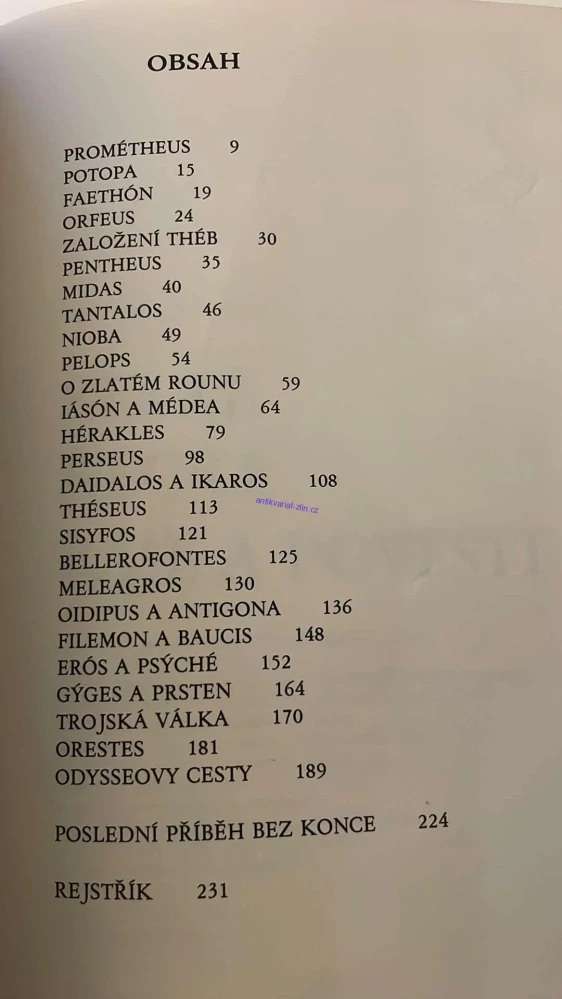 OBSAH
PROMÉTHEUS 9
POTOPA 15
FAETHÓN 19
ORFEUS 24
ZALOŽENÍ THÉB 30
PENTHEUS 35
MIDAS 40
TANTALOS 46
NIOBA 49
PELOPS 54
O ZLATÉM ROUNU 59
IÁSÓN A MÉDEA 64
HÉRAKLES 79
PERSEUS 98
DAIDALOS A IKAROS 108
antikvariat-zlin.cz
THÉSEUS 113
SISYFOS 121
BELLEROFONTES 125
MELEAGROS 130
OIDIPUS A ANTIGONA 136
FILEMON A BAUCIS 148
ERÓS A PSÝCHÉ 152
GÝGES A PRSTEN 164
TROJSKÁ VÁLKA 170
ORESTES 181
ODYSSEOVY CESTY 189
POSLEDNÍ PŘÍBĚH BEZ KONCE 224
REJSTŘÍK 231